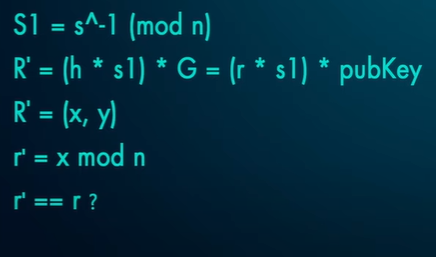 S1 = s^-1 (mod n)
R' = (h * s1) * G = (r * s1) * pubKey
R' = (x, y)
r' = x mod n
r' == r ?